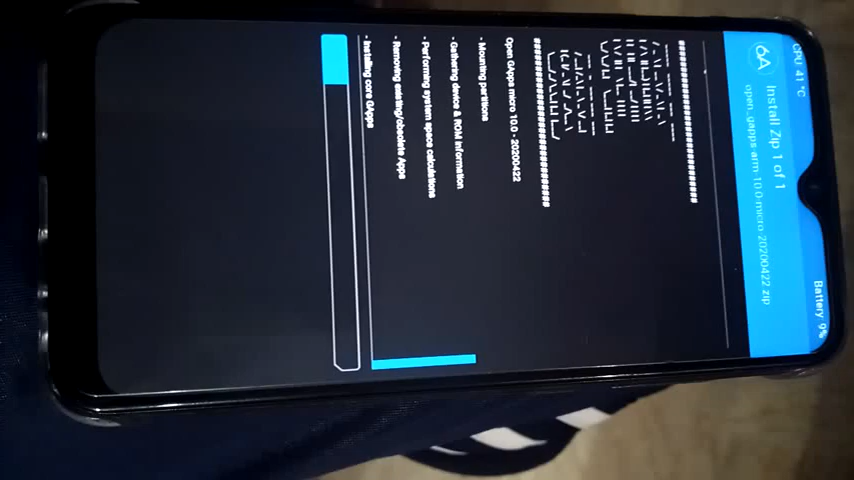 CPU: 41 °C
Battery: 9%
Install Zip 1 of 1
open_gapps-arm-10.0-micro-20200422.zip
Open GApps micro 10.0 - 20200422
- Mounting partitions
- Gathering device & ROM information
- Performing system space calculations
- Removing existing/obsolete Apps
- Installing core GApps